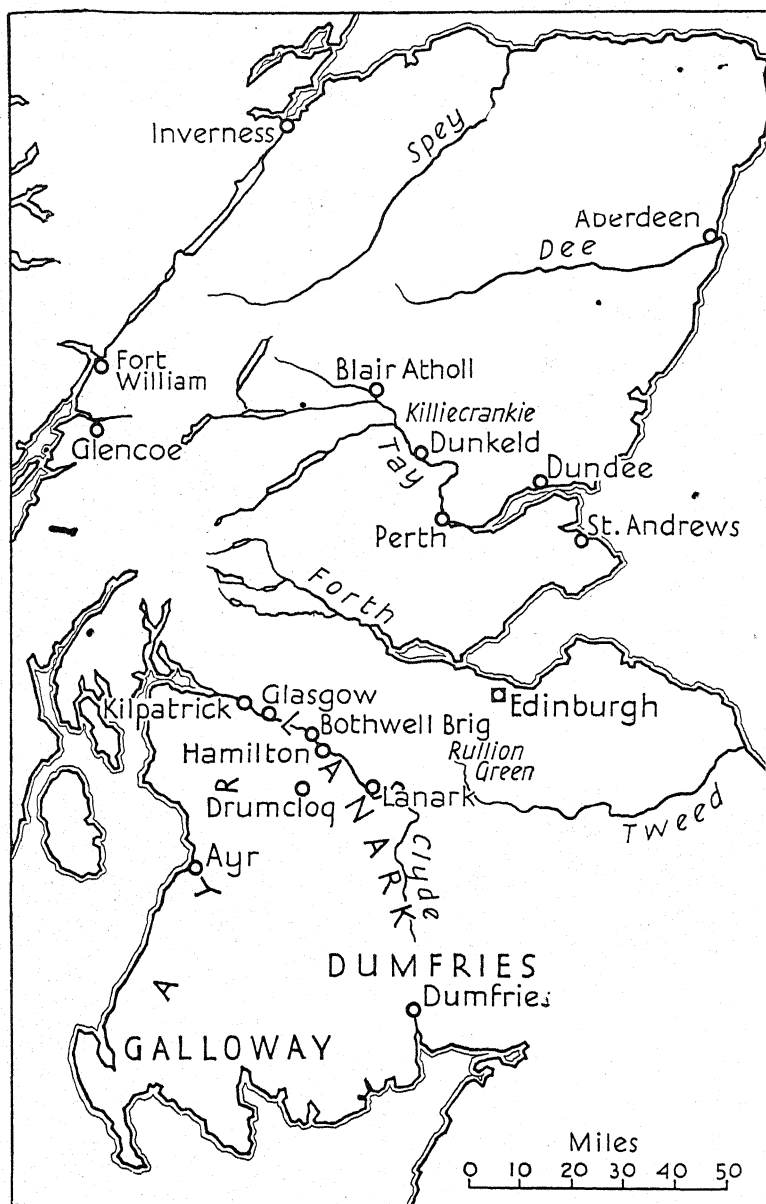 Inverness
Spey
Aberdeen
Dee
Fort
William
Blair Atholl
Killiecrankie
Glencoe
Dunkeld
Tay
Dundee
Perth
St. Andrews
Forth
Kilpatrick
Glasgow
Edinburgh
Bothwell Brig
Hamilton
Rullion
Green
Drumclog
Lanark
LANARK
Tweed
Clyde
Ayr
AYR
DUMFRIES
Dumfries
GALLOWAY
Miles
0 10 22 30 40 50